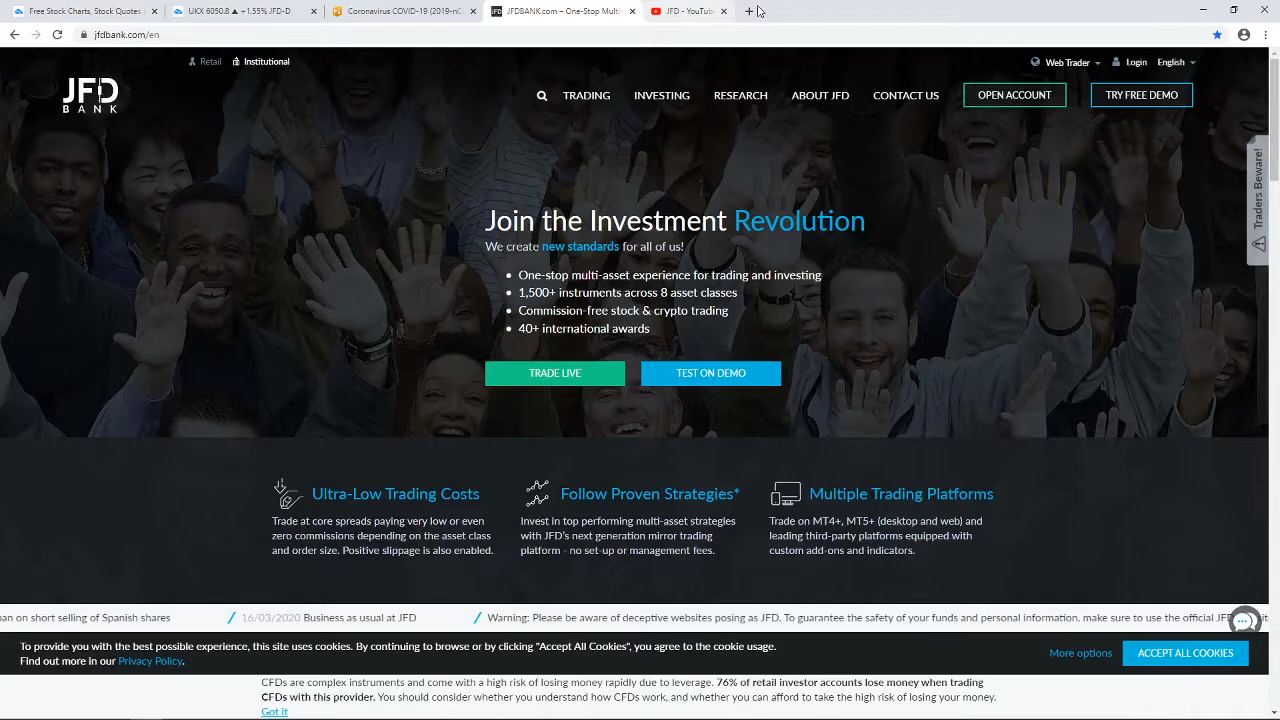 Free Stock Charts, Stock Quotes
UKX 6050.8 ▲ +1.55% JFD-D
Coronavirus COVID-19 (2019-nC
JFDBANK.com – One-Stop Multi-
JFD - YouTube
jfdbank.com/en
Retail
Institutional
Web Trader
Login
English
JFD
BANK
TRADING
INVESTING
RESEARCH
ABOUT JFD
CONTACT US
OPEN ACCOUNT
TRY FREE DEMO
Traders Beware!
Join the Investment Revolution
We create new standards for all of us!
• One-stop multi-asset experience for trading and investing
• 1,500+ instruments across 8 asset classes
• Commission-free stock & crypto trading
• 40+ international awards
TRADE LIVE
TEST ON DEMO
Ultra-Low Trading Costs
Trade at core spreads paying very low or even
zero commissions depending on the asset class
and order size. Positive slippage is also enabled.
Follow Proven Strategies*
Invest in top performing multi-asset strategies
with JFD's next generation mirror trading
platform - no set-up or management fees.
Multiple Trading Platforms
Trade on MT4+, MT5+ (desktop and web) and
leading third-party platforms equipped with
custom add-ons and indicators.
an on short selling of Spanish shares
16/03/2020 Business as usual at JFD
Warning: Please be aware of deceptive websites posing as JFD. To guarantee the safety of your funds and personal information, make sure to use the official JFD
To provide you with the best possible experience, this site uses cookies. By continuing to browse or by clicking "Accept All Cookies", you agree to the cookie usage.
Find out more in our Privacy Policy.
More options
ACCEPT ALL COOKIES
CFDs are complex instruments and come with a high risk of losing money rapidly due to leverage. 76% of retail investor accounts lose money when trading
CFDs with this provider. You should consider whether you understand how CFDs work, and whether you can afford to take the high risk of losing your money.
Got it